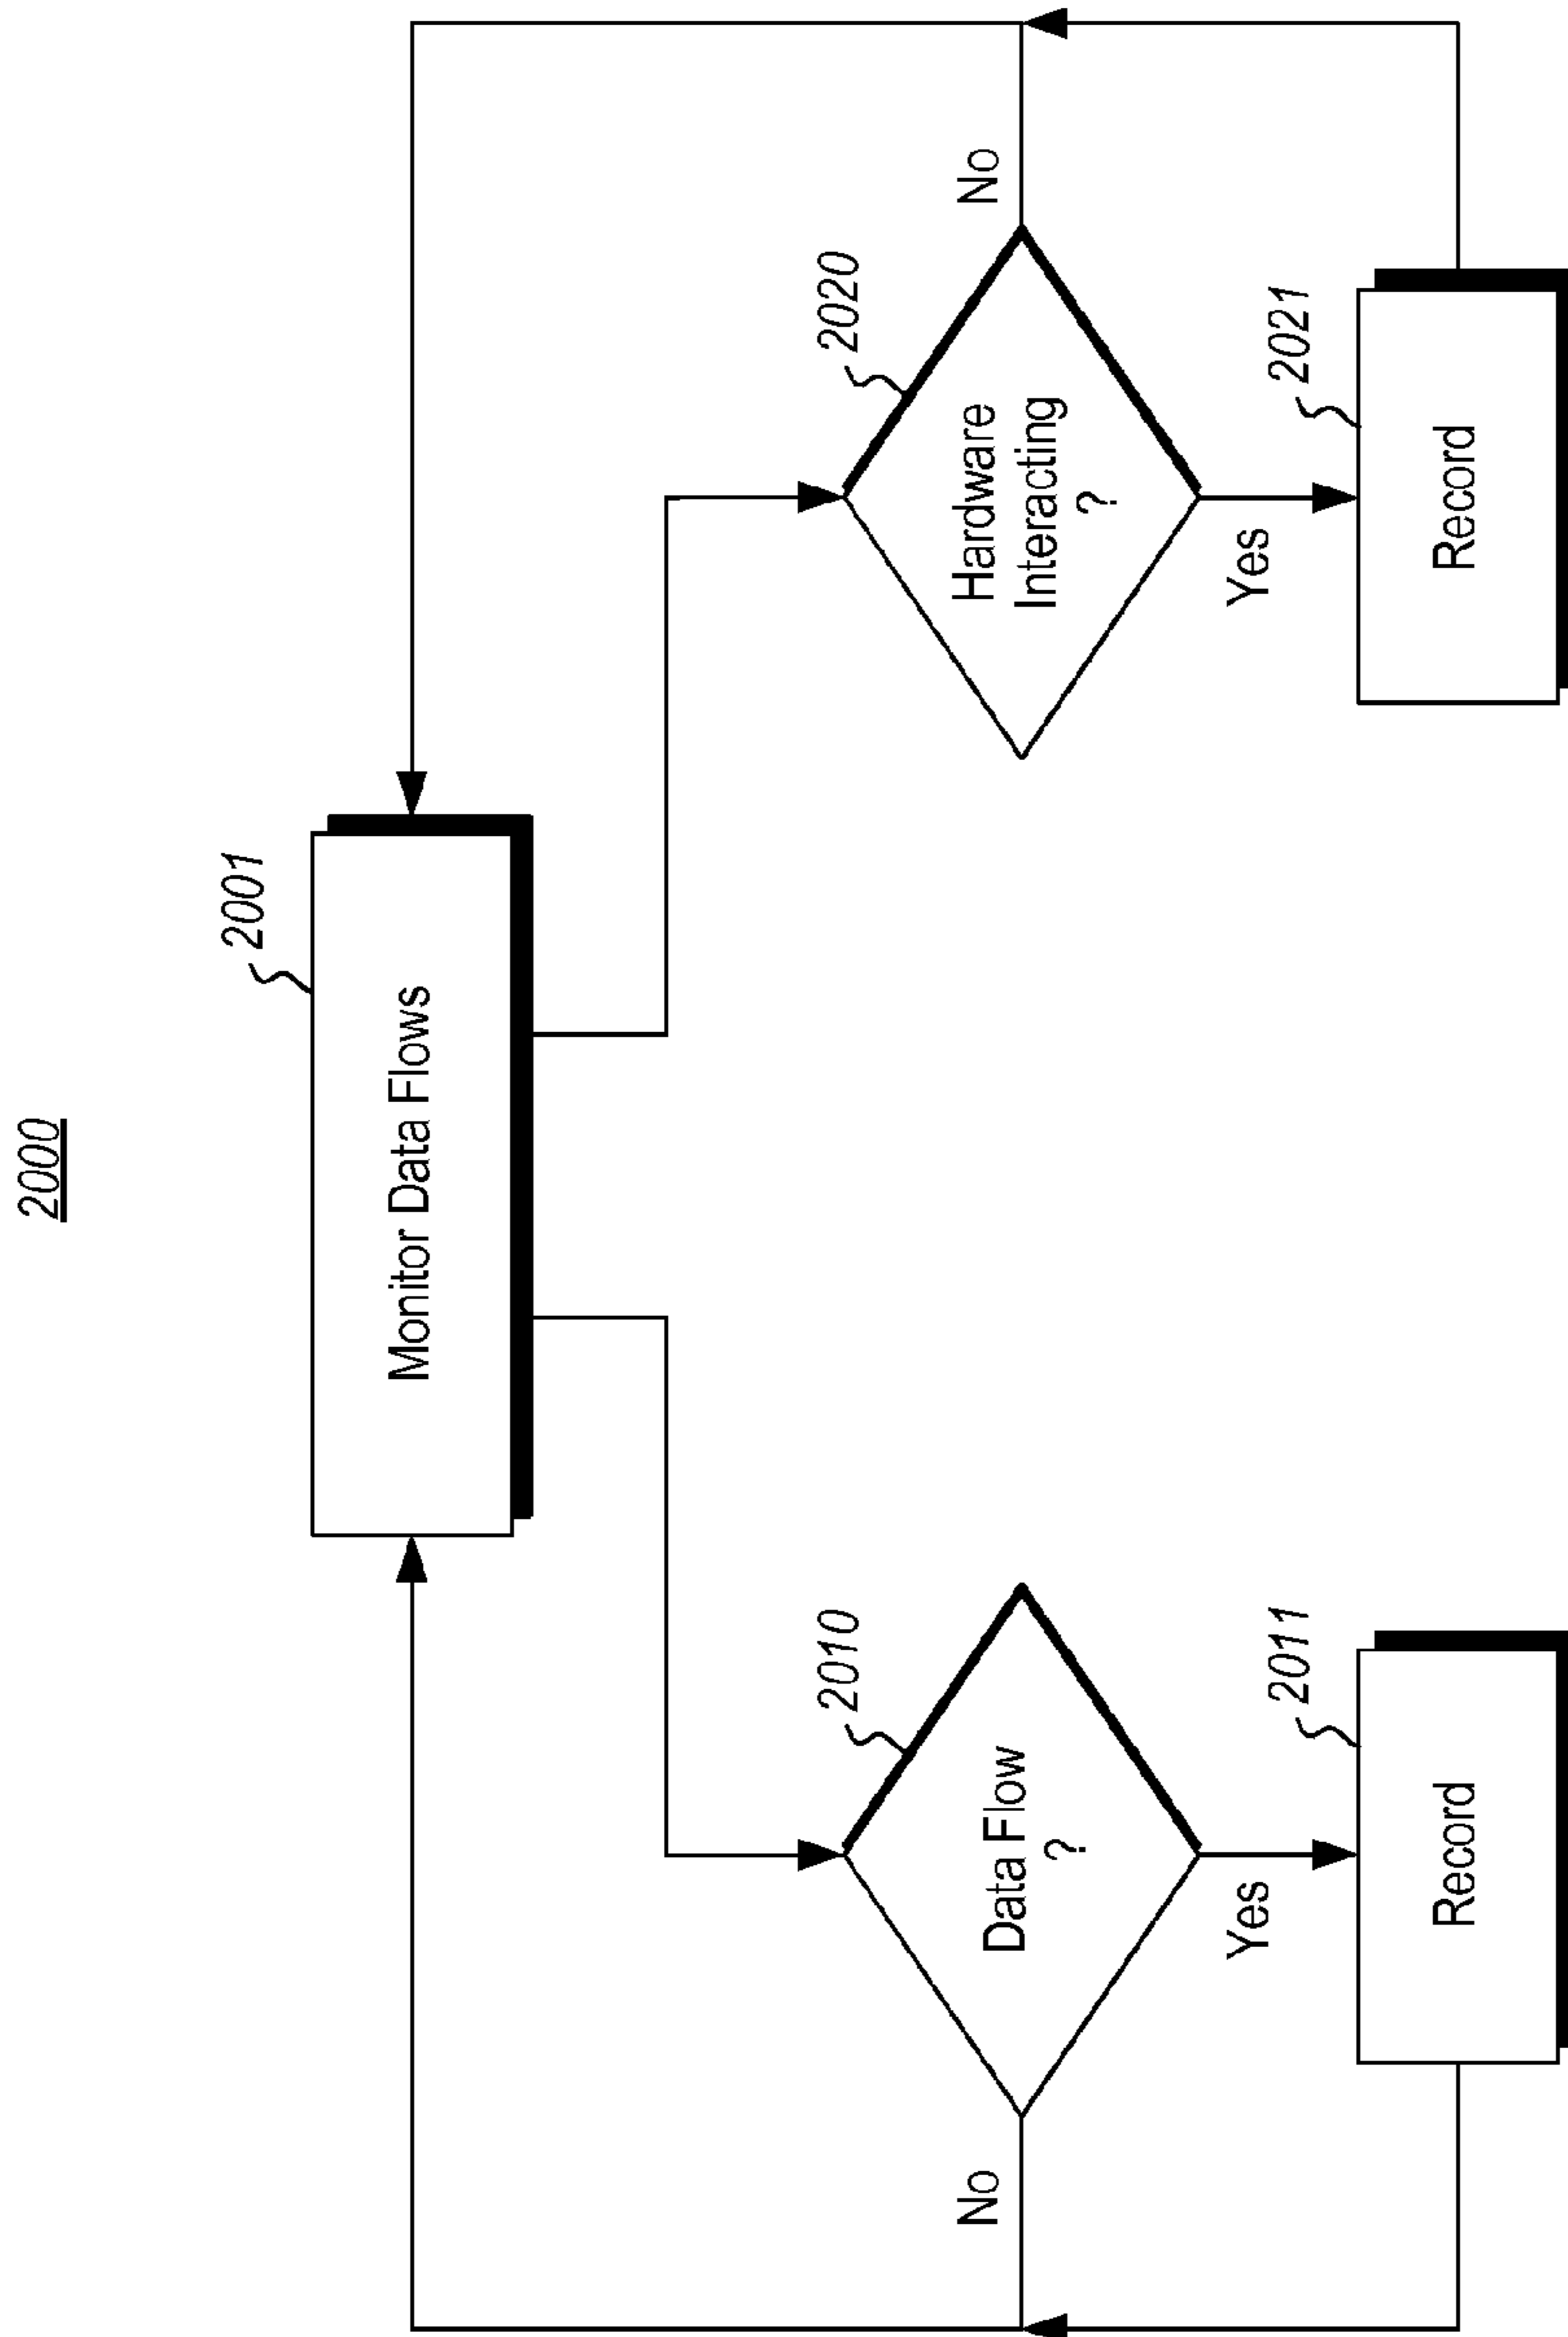 2000
2001
Monitor Data Flows
2010
Data Flow
?
No
Yes
2011
Record
2020
Hardware
Interacting
?
No
Yes
2021
Record